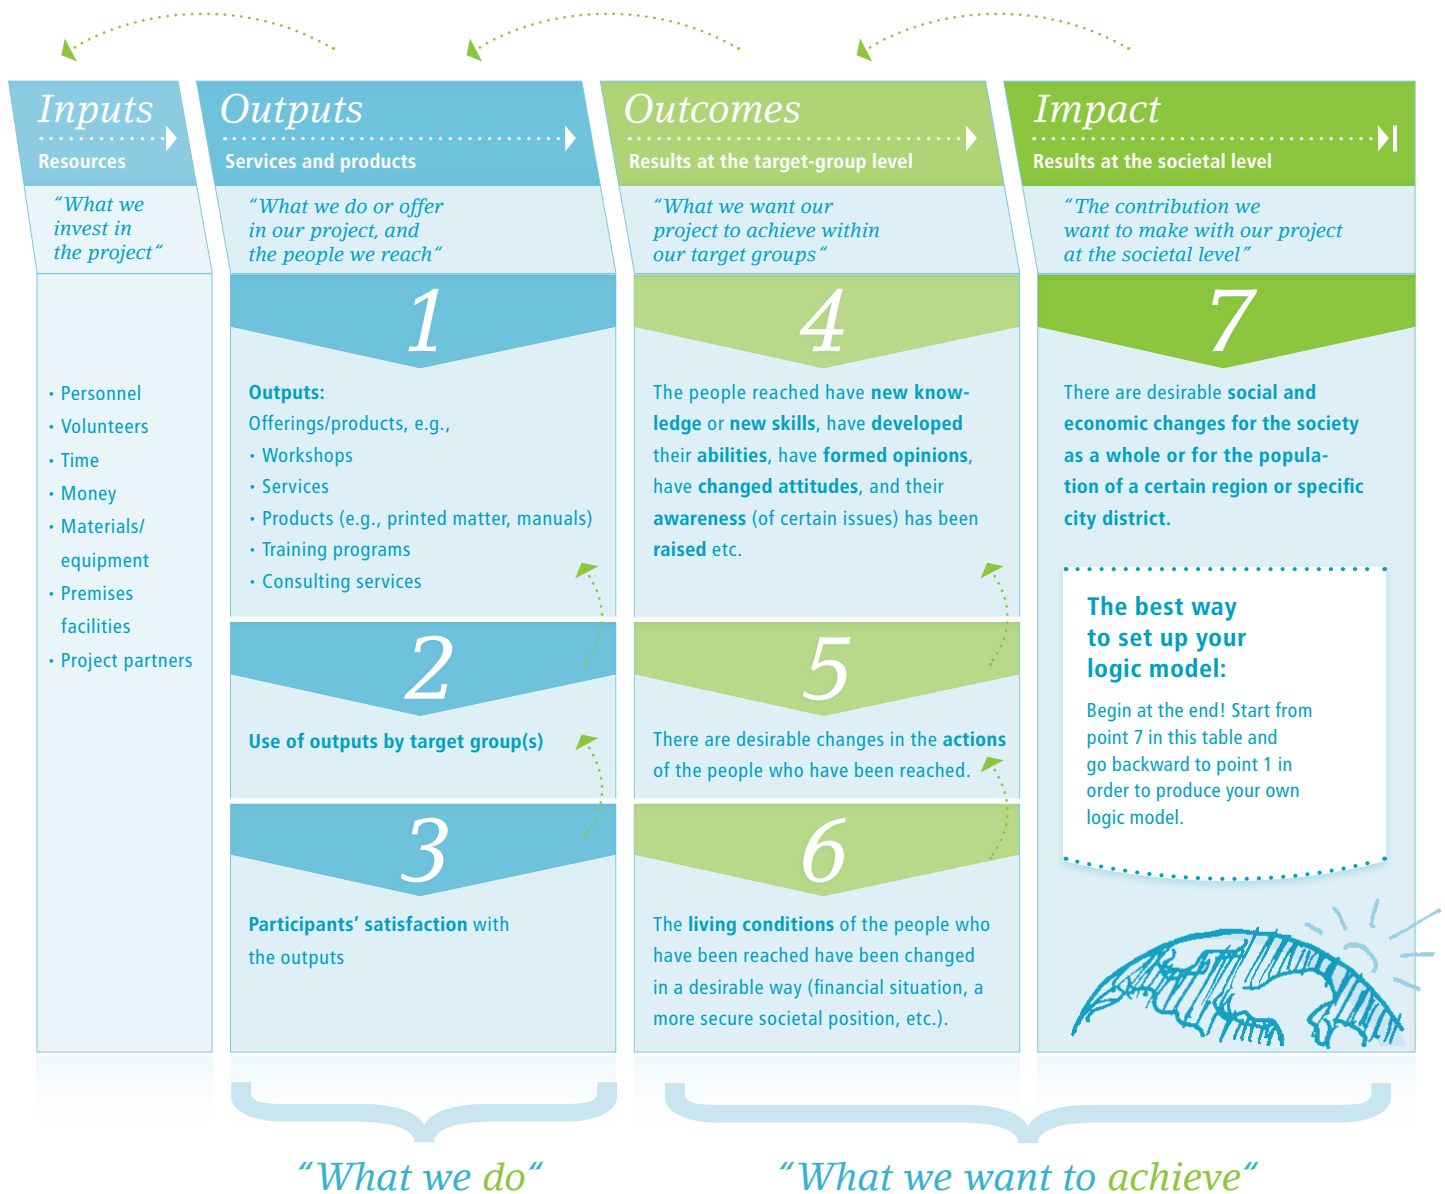 Inputs
Resources
“What we
invest in
the project“
• Personnel
• Volunteers
• Time
• Money
• Materials/
equipment
• Premises
facilities
• Project partners
Outputs
Services and products
“What we do or offer
in our project, and
the people we reach“
1
Outputs:
Offerings/products, e.g.,
• Workshops
• Services
• Products (e.g., printed matter, manuals)
• Training programs
• Consulting services
2
Use of outputs by target group(s)
3
Participants’ satisfaction with
the outputs
Outcomes
Results at the target-group level
“What we want our
project to achieve within
our target groups“
4
The people reached have new know-
ledge or new skills, have developed
their abilities, have formed opinions,
have changed attitudes, and their
awareness (of certain issues) has been
raised etc.
5
There are desirable changes in the actions
of the people who have been reached.
6
The living conditions of the people who
have been reached have been changed
in a desirable way (financial situation, a
more secure societal position, etc.).
Impact
Results at the societal level
“The contribution we
want to make with our project
at the societal level”
7
There are desirable social and
economic changes for the society
as a whole or for the popula-
tion of a certain region or specific
city district.
The best way
to set up your
logic model:
Begin at the end! Start from
point 7 in this table and
go backward to point 1 in
order to produce your own
logic model.
“What we do“
“What we want to achieve“